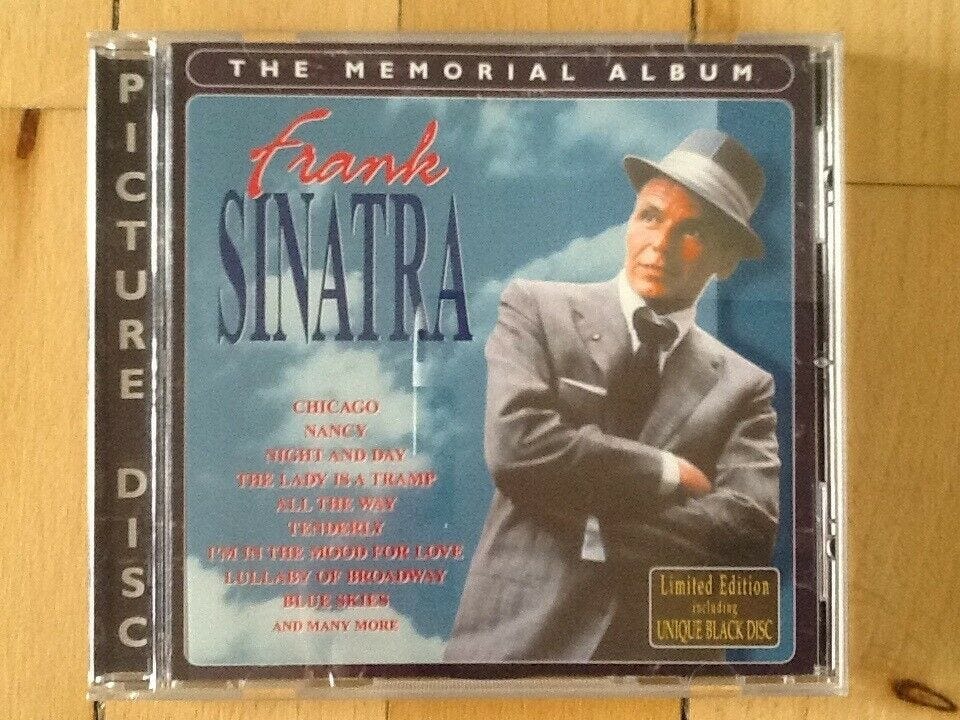 THE MEMORIAL ALBUM
PICTURE DISC
Frank
SINATRA
CHICAGO
NANCY
NIGHT AND DAY
THE LADY IS A TRAMP
ALL THE WAY
TENDERLY
I'M IN THE MOOD FOR LOVE
LULLABY OF BROADWAY
BLUE SKIES
AND MANY MORE
Limited Edition
including
UNIQUE BLACK DISC